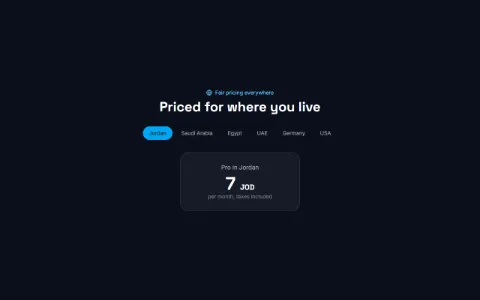 Fair pricing everywhere
Priced for where you live
Jordan Saudi Arabia Egypt UAE Germany USA
Pro in Jordan
7 JOD
per month, taxes included